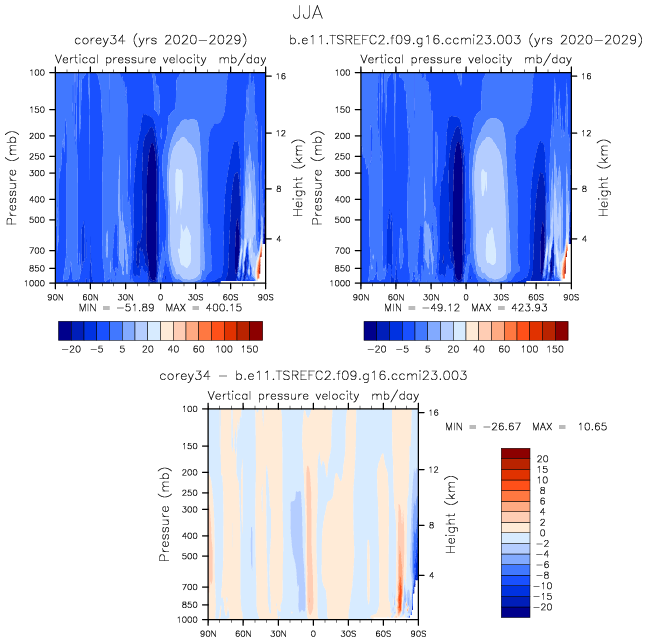 JJA
corey34 (yrs 2020-2029)
b.e11.TSREFC2.f09.g16.ccmi23.003 (yrs 2020-2029)
Vertical pressure velocity mb/day
Vertical pressure velocity mb/day
100
150
200
250
300
400
500
700
850
1000
Pressure (mb)
16
12
8
4
Height (km)
90N 60N 30N 0 30S 60S 90S
MIN = -51.89 MAX = 400.15
-20 -5 5 20 40 60 100 150
100
150
200
250
300
400
500
700
850
1000
Pressure (mb)
16
12
8
4
Height (km)
90N 60N 30N 0 30S 60S 90S
MIN = -49.12 MAX = 423.93
-20 -5 5 20 40 60 100 150
corey34 - b.e11.TSREFC2.f09.g16.ccmi23.003
Vertical pressure velocity mb/day
100
150
200
250
300
400
500
700
850
1000
Pressure (mb)
16
12
8
4
Height (km)
90N 60N 30N 0 30S 60S 90S
MIN = -26.67 MAX = 10.65
20
15
10
8
6
4
2
0
-2
-4
-6
-8
-10
-15
-20